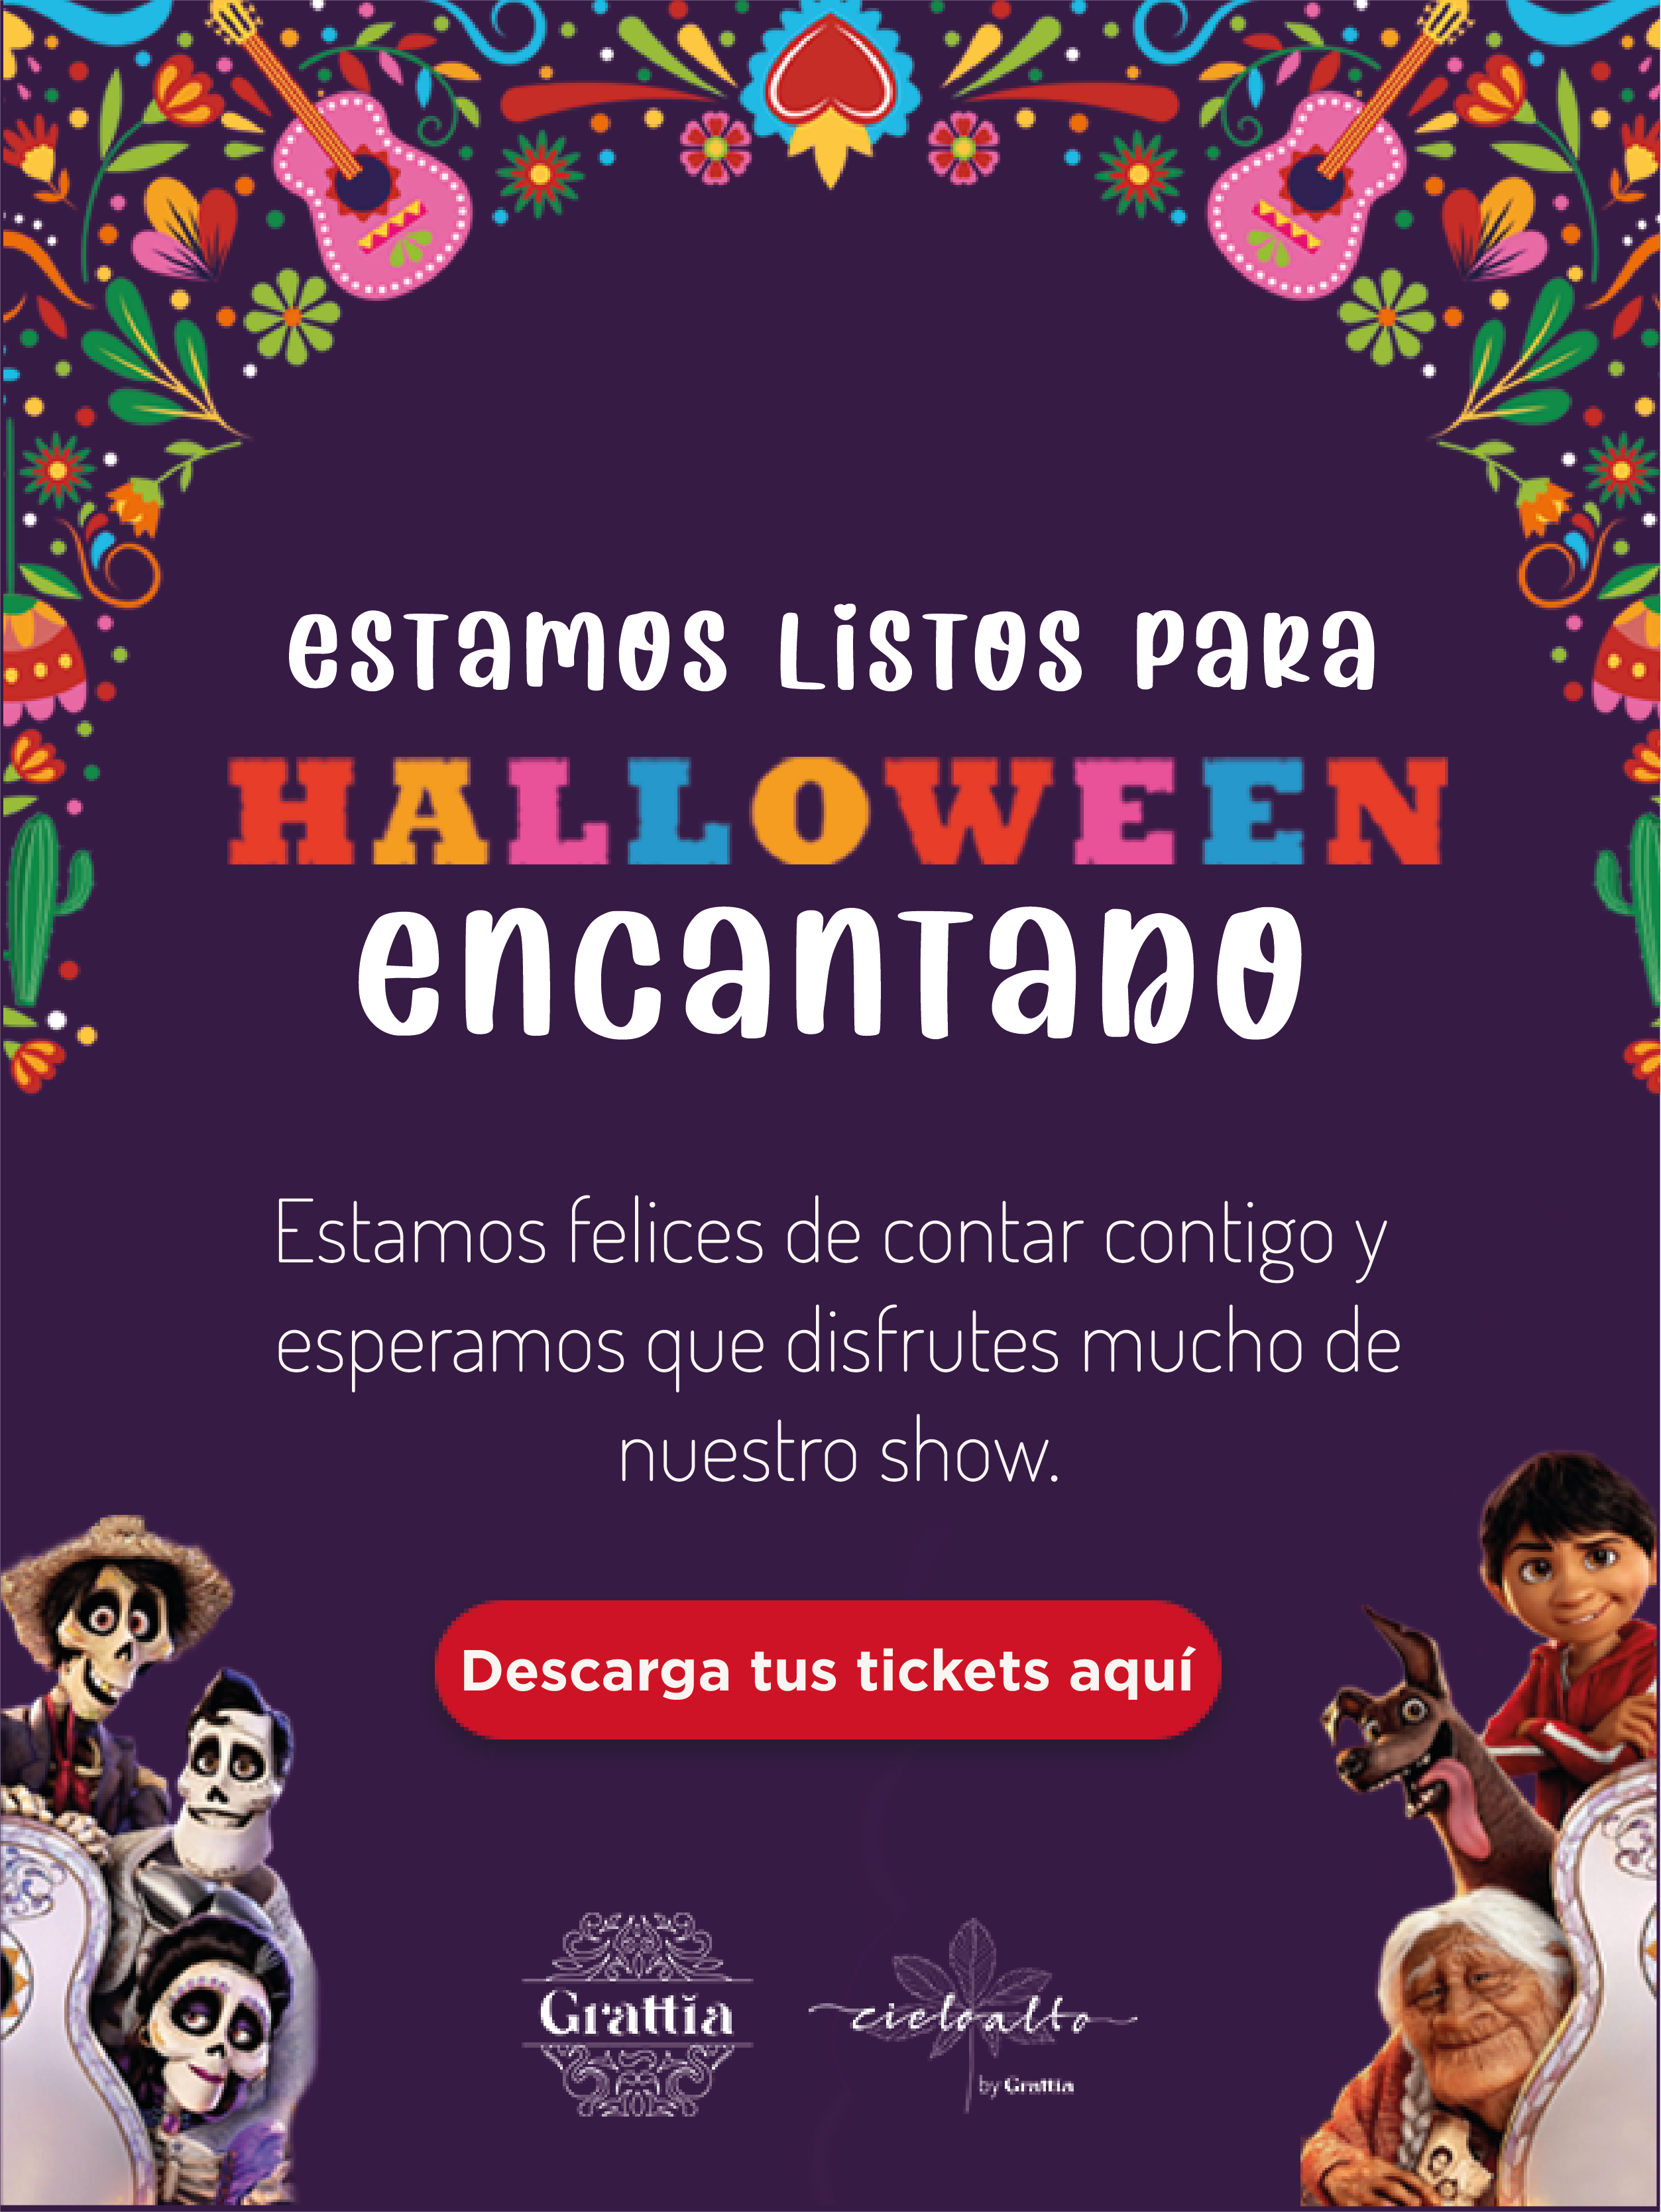 estamos listos para
HALLOWEEN
encantado
Estamos felices de contar contigo y
esperamos que disfrutes mucho de
nuestro show.
Descarga tus tickets aquí
Grattia
cieloalto
by Grattia